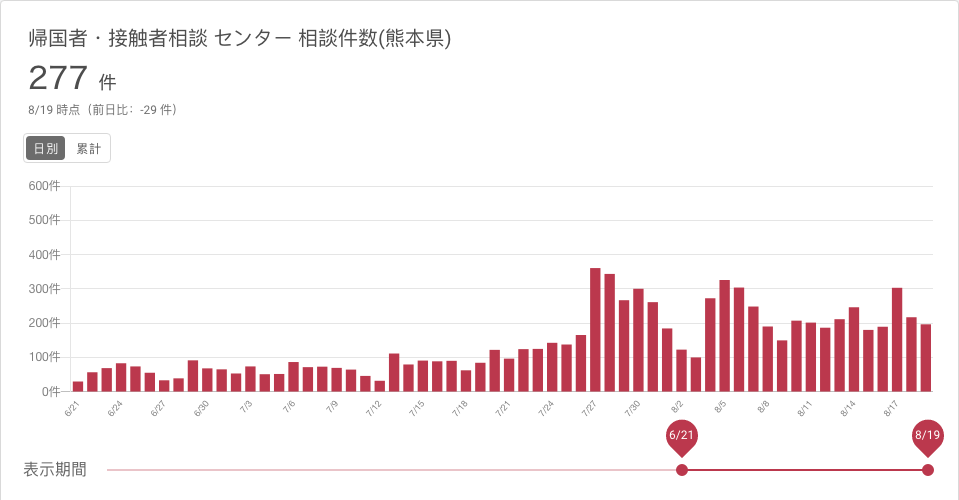 帰国者・接触者相談 センター 相談件数(熊本県)
277 件
8/19 時点（前日比： -29 件）
日別 累計
600件
500件
400件
300件
200件
100件
0件
6/21 6/24 6/27 6/30 7/3 7/6 7/9 7/12 7/15 7/18 7/21 7/24 7/27 7/30 8/2 8/5 8/8 8/11 8/14 8/17
6/21 8/19
表示期間